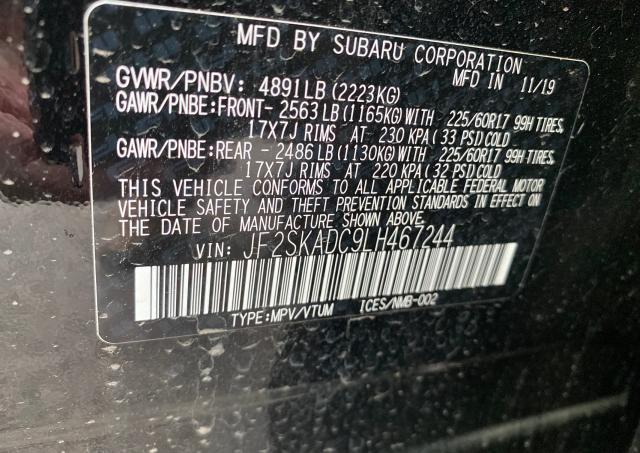 MFD BY SUBARU CORPORATION
MFD IN 11/19
GVWR/PNBV: 4891LB (2223KG)
GAWR/PNBE:FRONT- 2563 LB (1165KG) WITH 225/60R17 99H TIRES,
17X7J RIMS AT 230 KPA (33 PSI) COLD
GAWR/PNBE:REAR - 2486 LB (1130KG) WITH 225/60R17 99H TIRES,
17X7J RIMS AT 220 KPA (32 PSI) COLD
THIS VEHICLE CONFORMS TO ALL APPLICABLE FEDERAL MOTOR
VEHICLE SAFETY AND THEFT PREVENTION STANDARDS IN EFFECT ON
THE DATE OF MANUFACTURE SHOWN ABOVE.
VIN: JF2SKADC9LH467244
TYPE:MPV/VTUM ICES/NMB-002